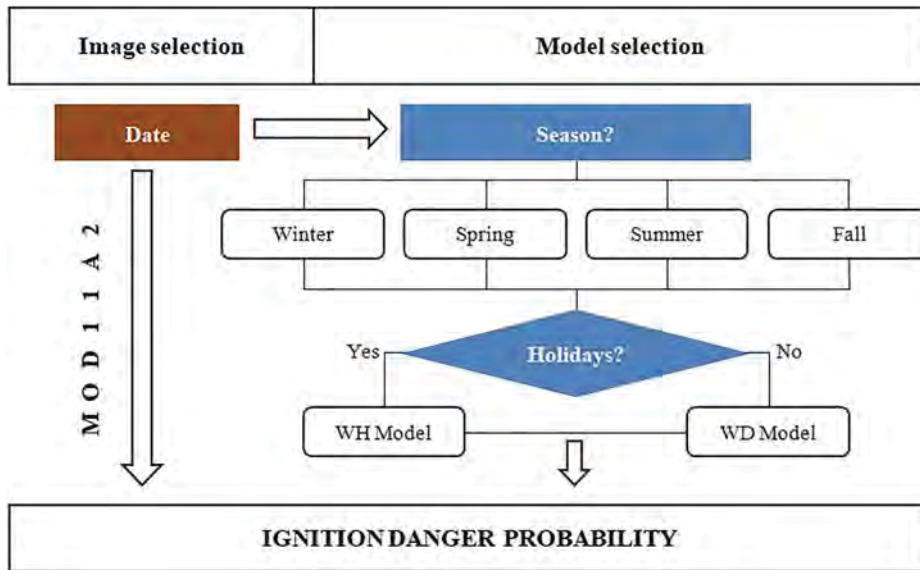 Image selection
Model selection
Date
Season?
Winter
Spring
Summer
Fall
MOD11A2
Holidays?
Yes
No
WH Model
WD Model
IGNITION DANGER PROBABILITY